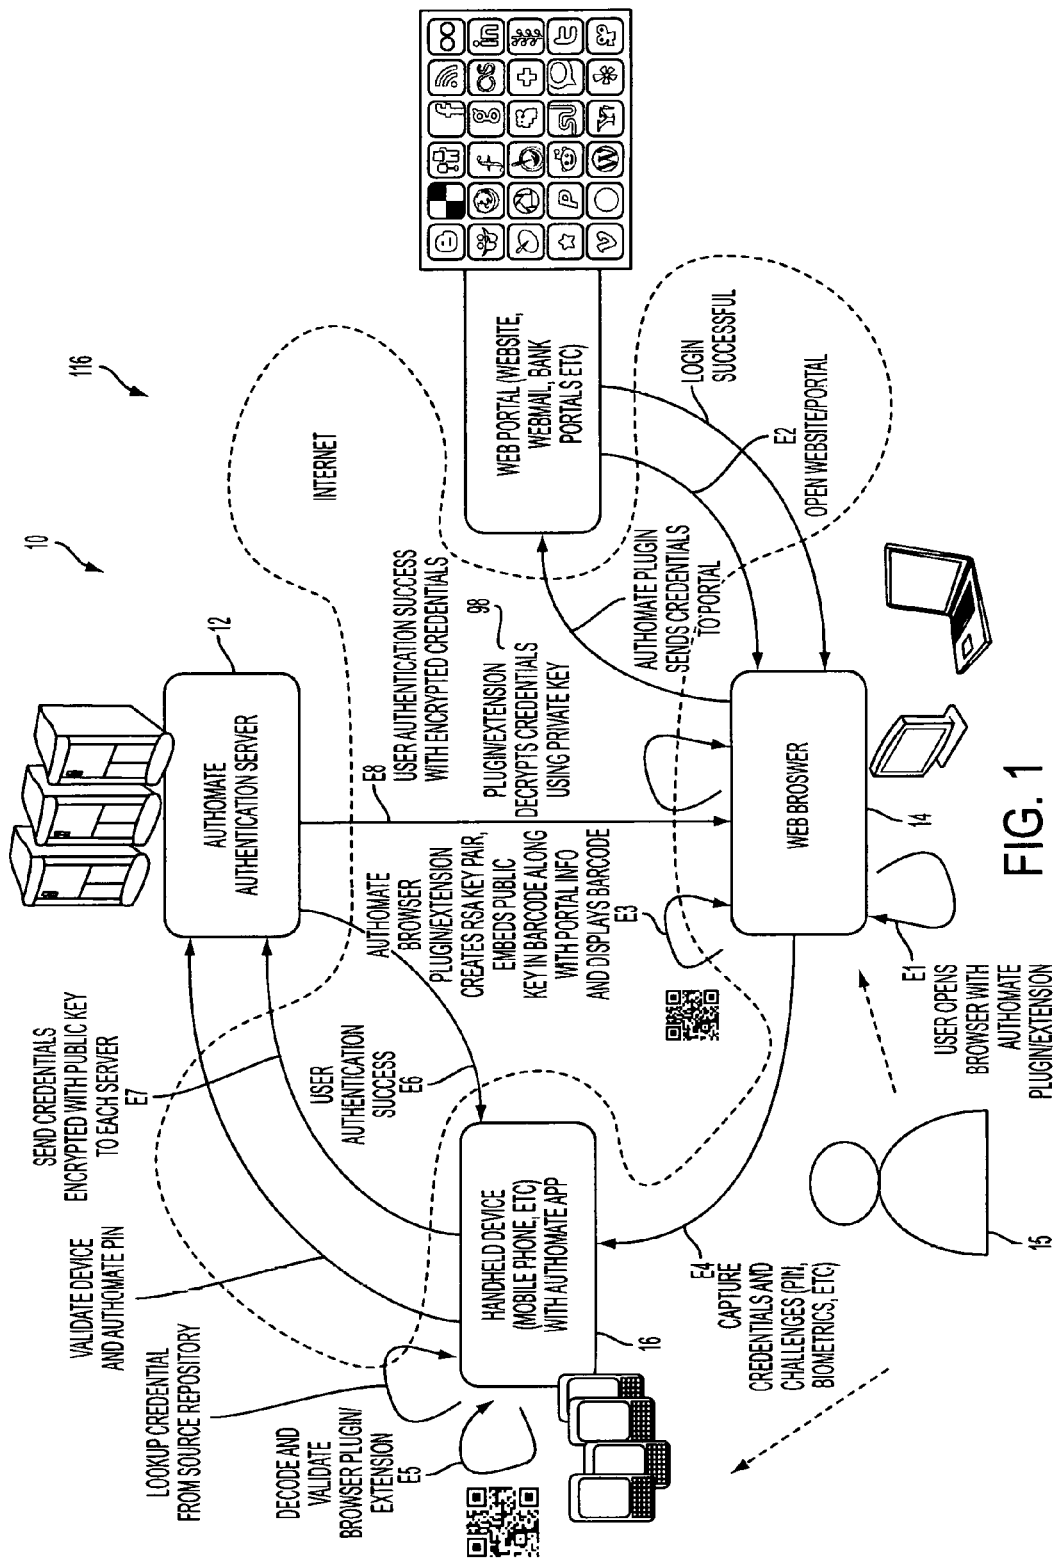 10
116
AUTHOMATE
AUTHENTICATION SERVER
12
INTERNET
SEND CREDENTIALS
ENCRYPTED WITH PUBLIC KEY
TO EACH SERVER
E7
VALIDATE DEVICE
AND AUTHOMATE PIN
LOOKUP CREDENTIAL
FROM SOURCE REPOSITORY
DECODE AND
VALIDATE
BROWSER PLUGIN/
EXTENSION
E5
USER
AUTHENTICATION
SUCCESS
E6
HANDHELD DEVICE
(MOBILE PHONE, ETC)
WITH AUTHOMATE APP
16
AUTHOMATE
BROWSER
PLUGIN/EXTENSION
CREATES RSA KEY PAIR,
EMBEDS PUBLIC
KEY IN BARCODE ALONG
WITH PORTAL INFO
AND DISPLAYS BARCODE
E3
E8
USER AUTHENTICATION SUCCESS
WITH ENCRYPTED CREDENTIALS
98
PLUGIN/EXTENSION
DECRYPTS CREDENTIALS
USING PRIVATE KEY
WEB PORTAL (WEBSITE,
WEBMAIL, BANK
PORTALS ETC)
AUTHOMATE PLUGIN
SENDS CREDENTIALS
TO PORTAL
LOGIN
SUCCESSFUL
E2
OPEN WEBSITE/PORTAL
WEB BROSWER
14
E4
CAPTURE
CREDENTIALS AND
CHALLENGES (PIN,
BIOMETRICS, ETC)
E1
USER OPENS
BROWSER WITH
AUTHOMATE
PLUGIN/EXTENSION
15
FIG. 1